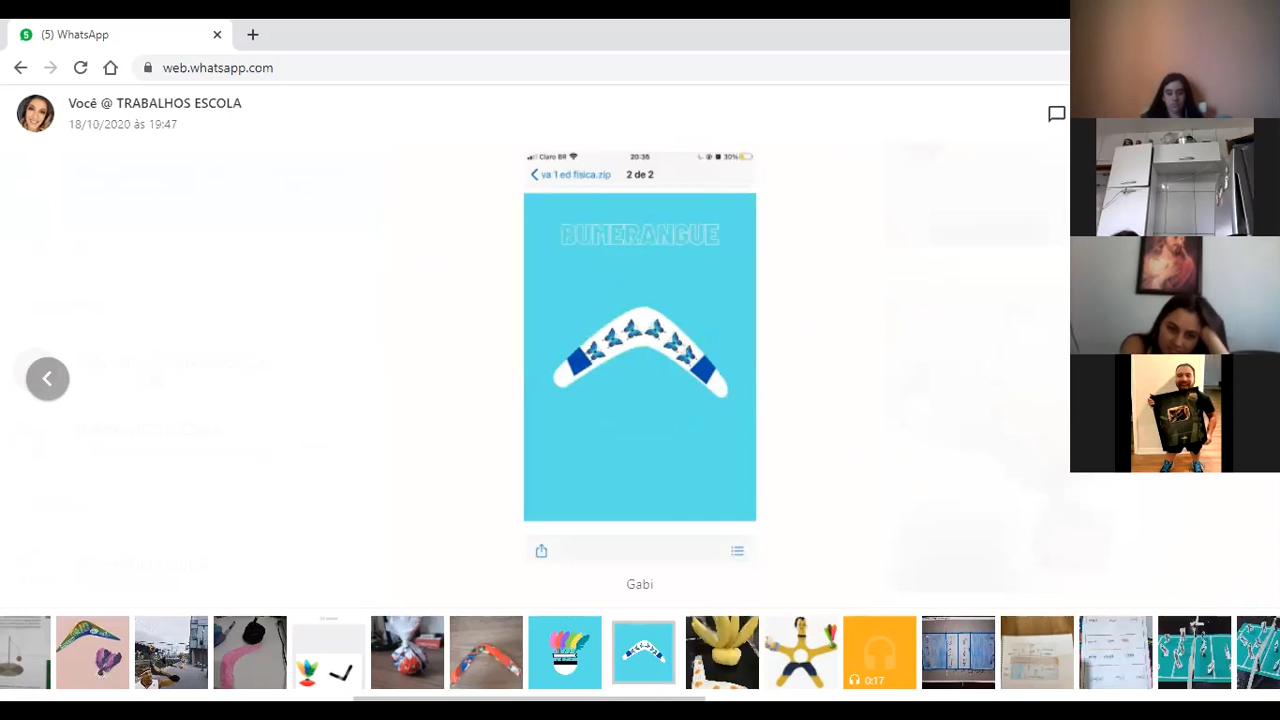 (5) WhatsApp
web.whatsapp.com
Você @ TRABALHOS ESCOLA
18/10/2020 às 19:47
Claro BR
20:35
30%
va 1 ed fisica.zip
2 de 2
BUMERANGUE
Gabi
0:17